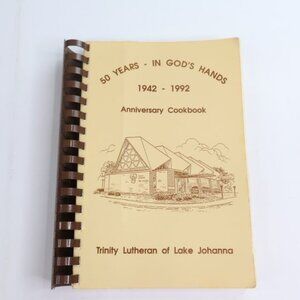 50 YEARS - IN GOD'S HANDS
1942 - 1992
Anniversary Cookbook
Trinity Lutheran of Lake Johanna